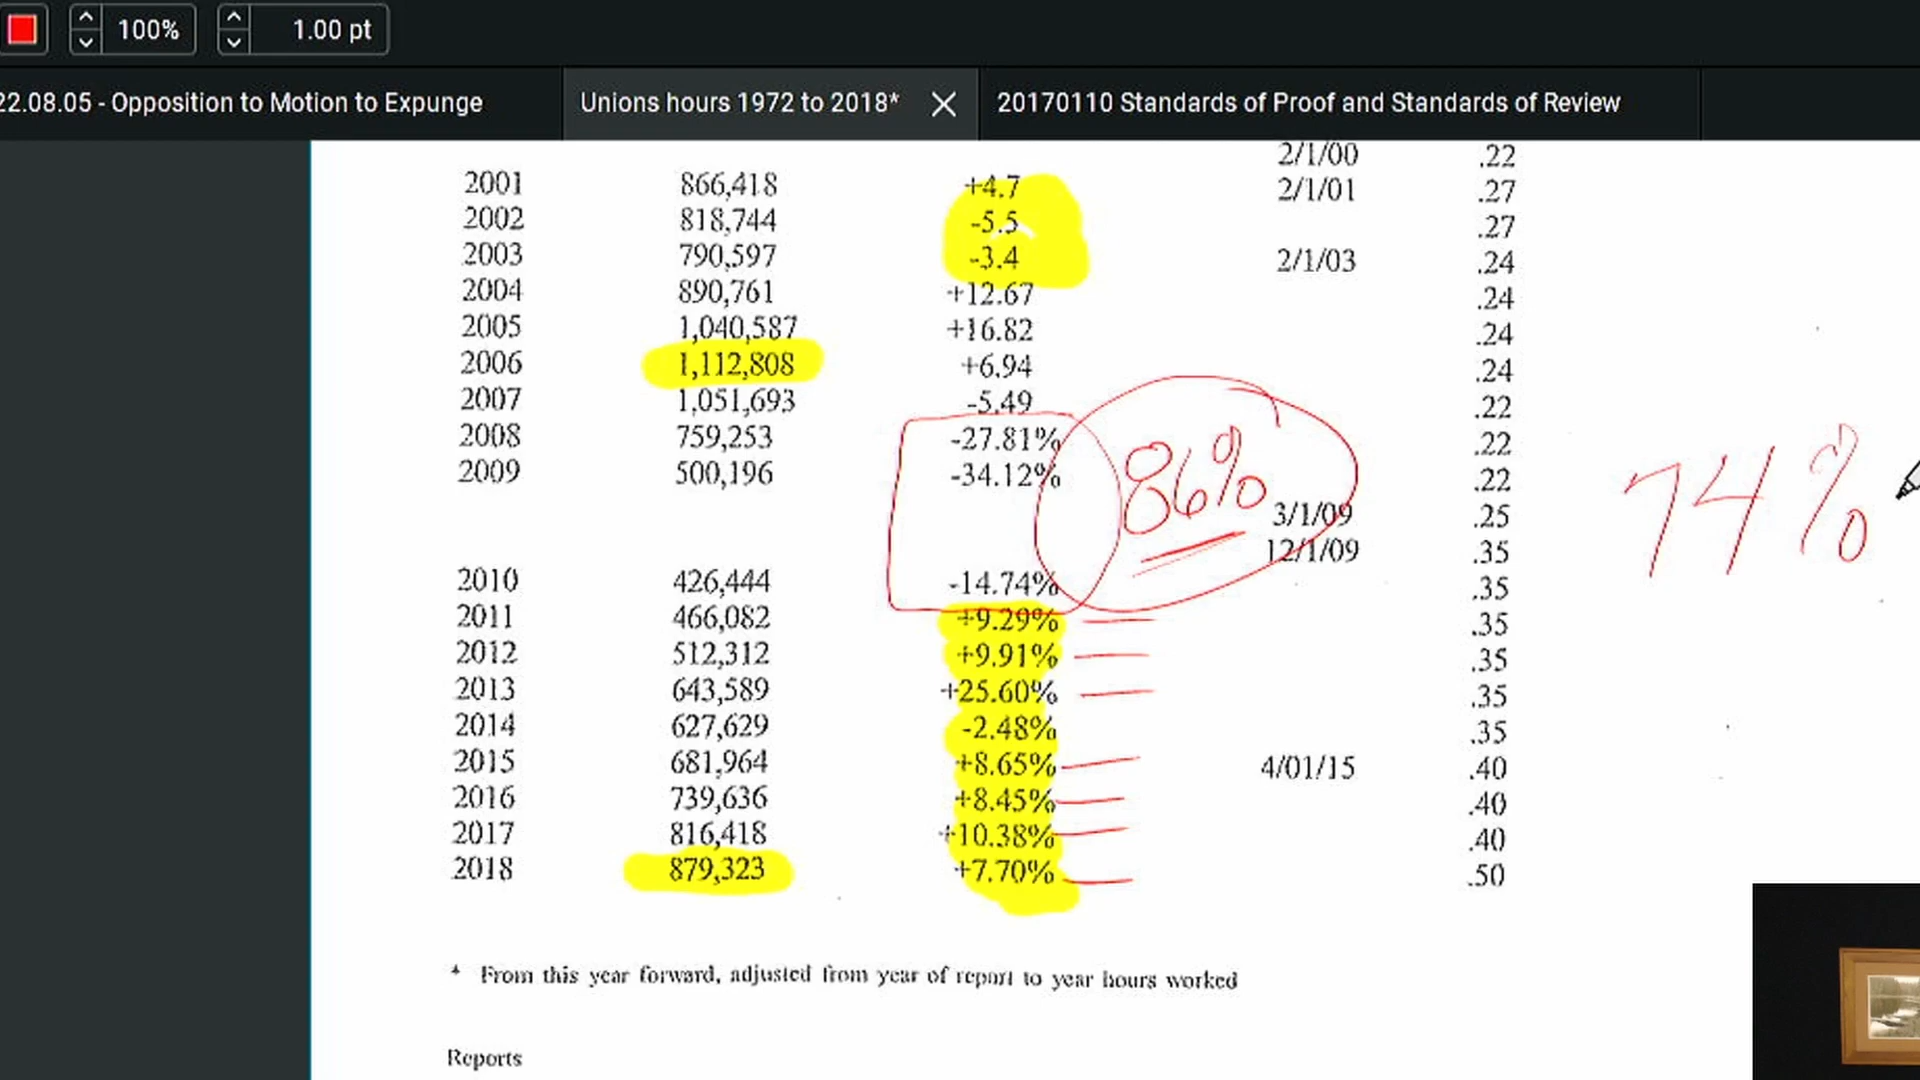 100% 1.00 pt
22.08.05 - Opposition to Motion to Expunge Unions hours 1972 to 2018* 20170110 Standards of Proof and Standards of Review
2/1/00 .22
2001 866,418 +4.7 2/1/01 .27
2002 818,744 -5.5 .27
2003 790,597 -3.4 2/1/03 .24
2004 890,761 +12.67 .24
2005 1,040,587 +16.82 .24
2006 1,112,808 +6.94 .24
2007 1,051,693 -5.49 .22
2008 759,253 -27.81% .22
2009 500,196 -34.12% .22
86%
74%
3/1/09 .25
12/1/09 .35
2010 426,444 -14.74% .35
2011 466,082 +9.29% .35
2012 512,312 +9.91% .35
2013 643,589 +25.60% .35
2014 627,629 -2.48% .35
2015 681,964 +8.65% 4/01/15 .40
2016 739,636 +8.45% .40
2017 816,418 +10.38% .40
2018 879,323 +7.70% .50
* From this year forward, adjusted from year of report to year hours worked
Reports